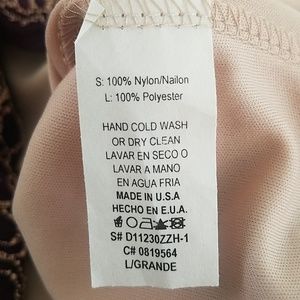 S: 100% Nylon/Nailon
L: 100% Polyester
HAND COLD WASH
OR DRY CLEAN
LAVAR EN SECO O
LAVAR A MANO
EN AGUA FRIA
MADE IN U.S.A
HECHO EN E.U.A.
S# D11230ZZH-1
C# 0819564
L/GRANDE